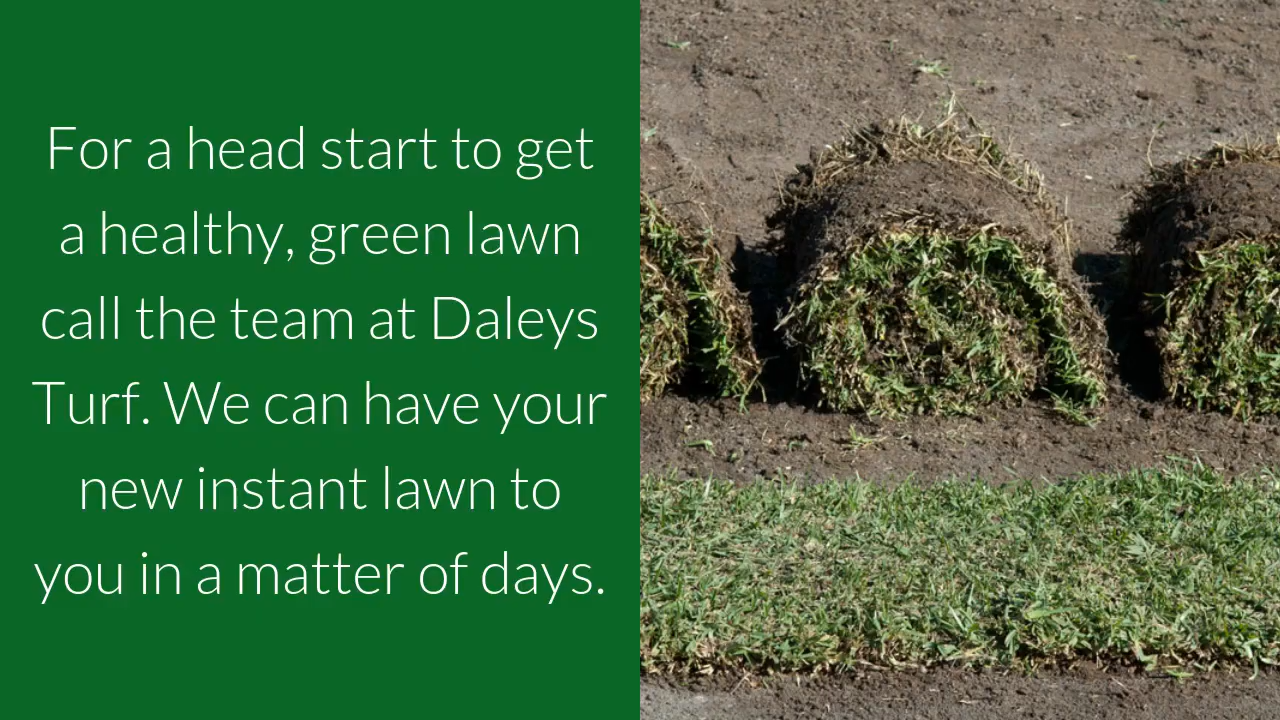 For a head start to get
a healthy, green lawn
call the team at Daleys
Turf. We can have your
new instant lawn to
you in a matter of days.